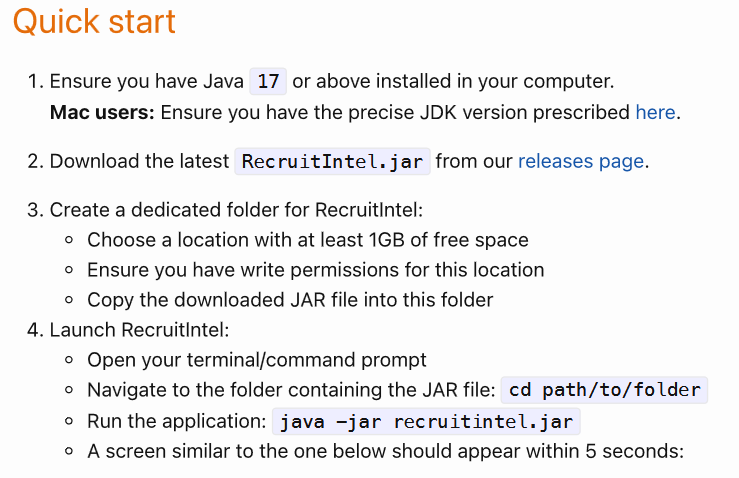 Quick start
1. Ensure you have Java 17 or above installed in your computer.
Mac users: Ensure you have the precise JDK version prescribed here.
2. Download the latest RecruitIntel.jar from our releases page.
3. Create a dedicated folder for RecruitIntel:
◦ Choose a location with at least 1GB of free space
◦ Ensure you have write permissions for this location
◦ Copy the downloaded JAR file into this folder
4. Launch RecruitIntel:
◦ Open your terminal/command prompt
◦ Navigate to the folder containing the JAR file: cd path/to/folder
◦ Run the application: java -jar recruitintel.jar
◦ A screen similar to the one below should appear within 5 seconds: